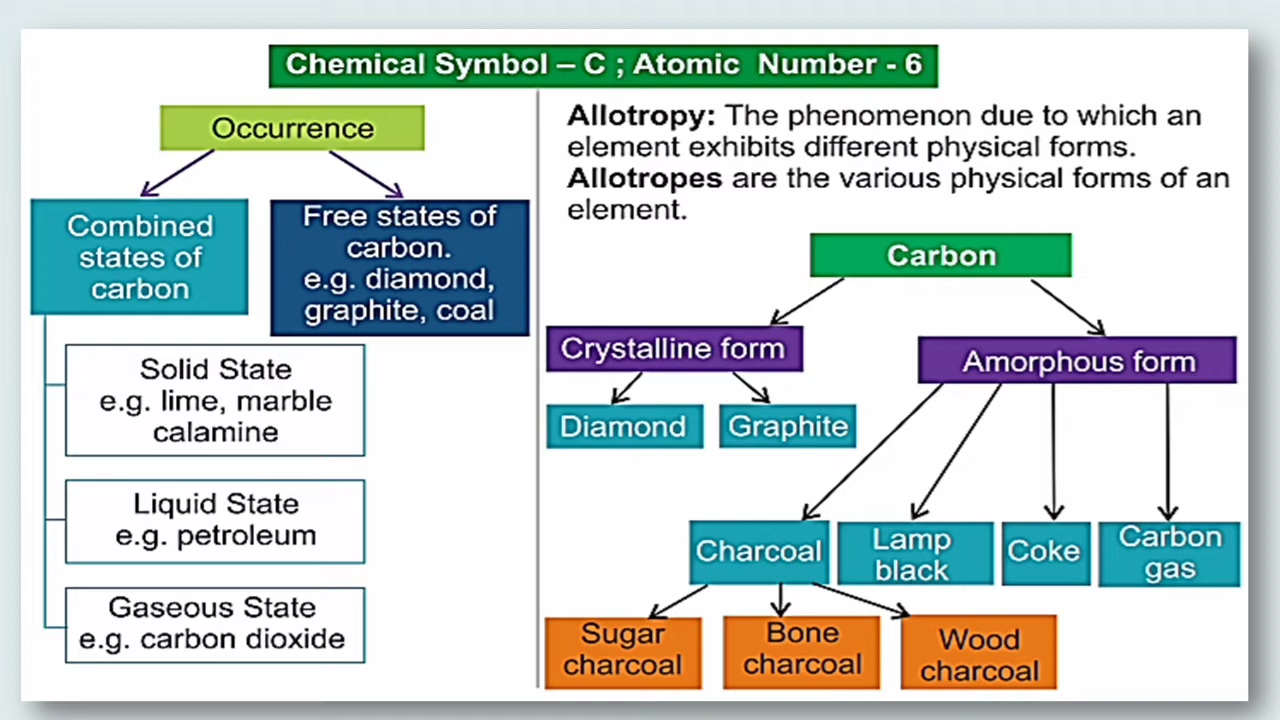 Chemical Symbol – C ; Atomic Number - 6
Occurrence
Combined
states of
carbon
Free states of
carbon.
e.g. diamond,
graphite, coal
Solid State
e.g. lime, marble
calamine
Liquid State
e.g. petroleum
Gaseous State
e.g. carbon dioxide
Allotropy: The phenomenon due to which an
element exhibits different physical forms.
Allotropes are the various physical forms of an
element.
Carbon
Crystalline form
Amorphous form
Diamond
Graphite
Charcoal
Lamp
black
Coke
Carbon
gas
Sugar
charcoal
Bone
charcoal
Wood
charcoal